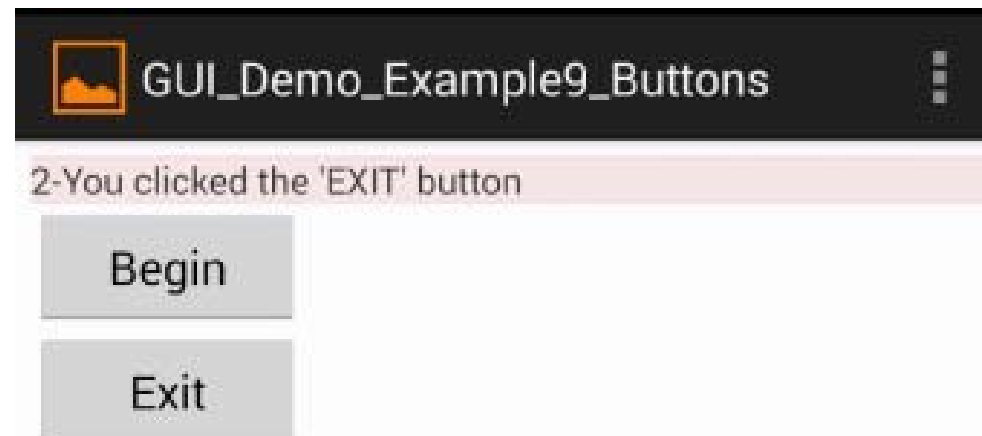 GUI_Demo_Example9_Buttons
2-You clicked the 'EXIT' button
Begin
Exit